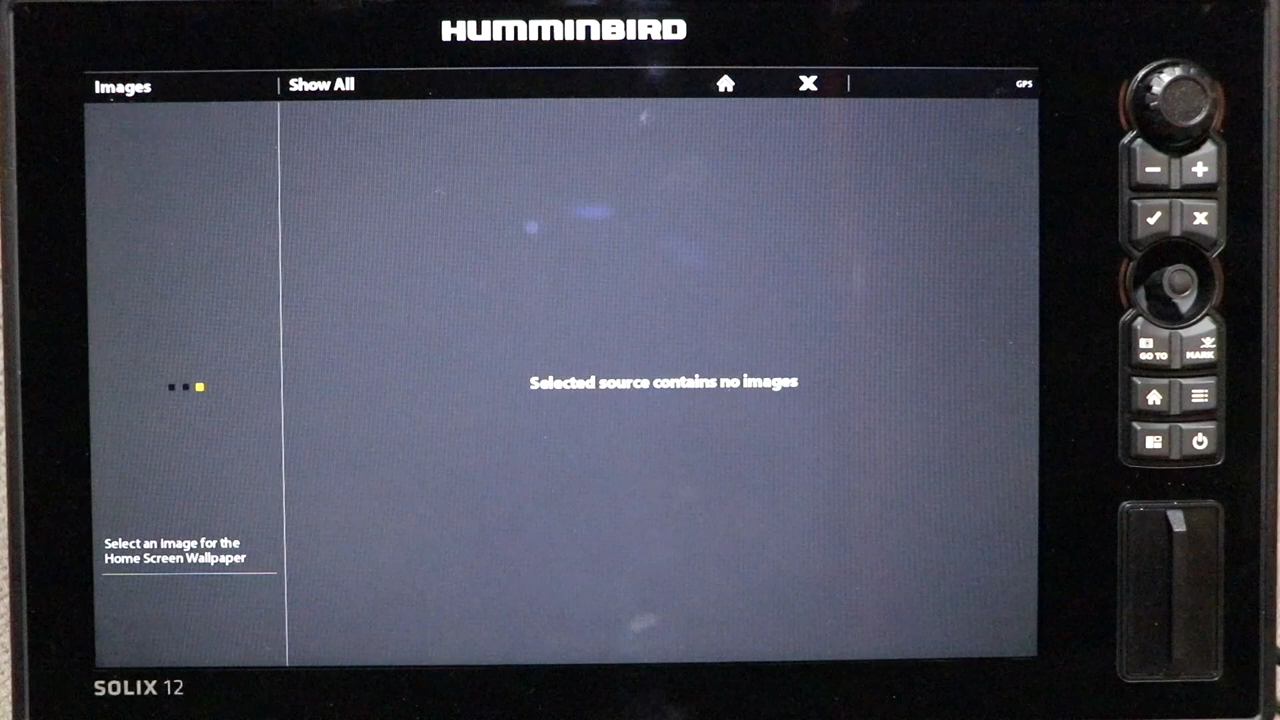 HUMMINBIRD
Images
Show All
GPS
Selected source contains no images
GO TO
MARK
Select an image for the
Home Screen Wallpaper
SOLIX 12